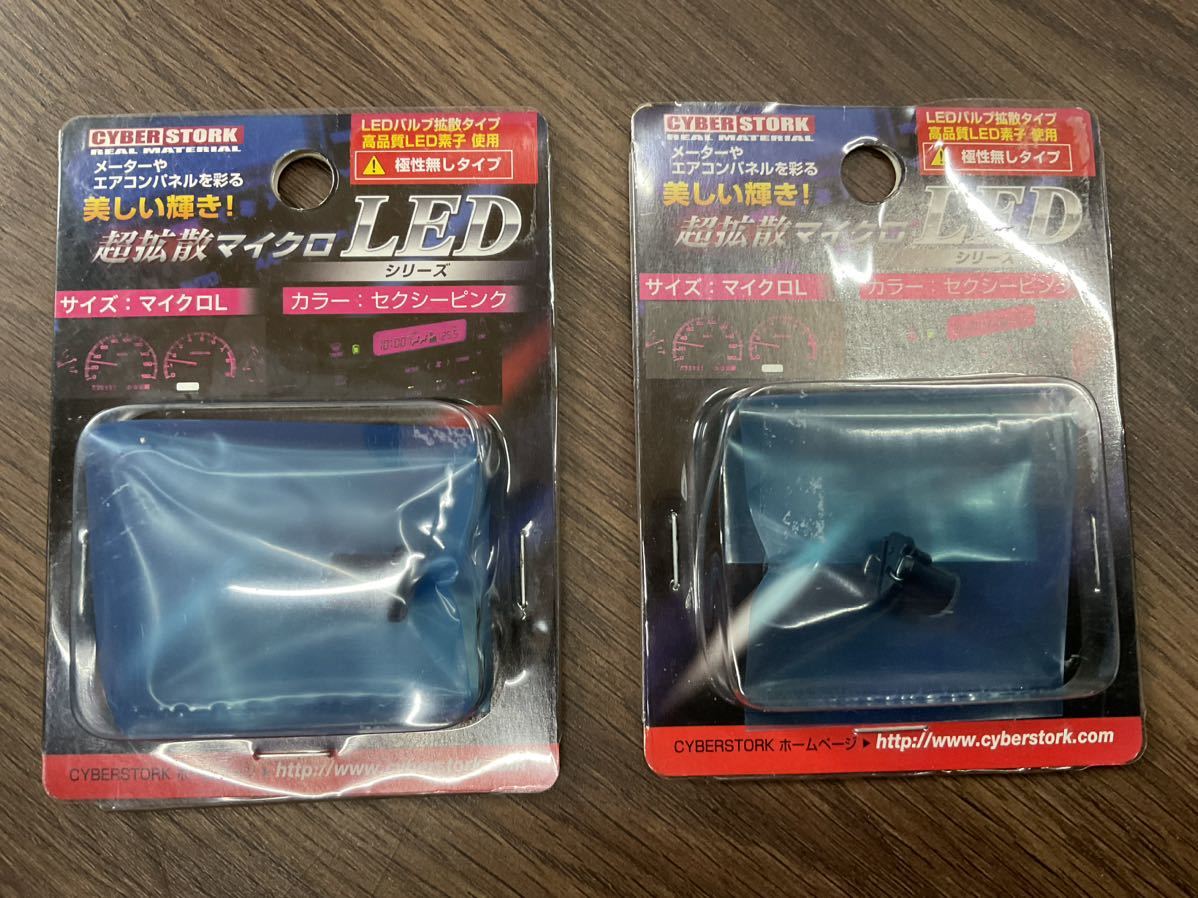 CYBER STORK
REAL MATERIAL
LEDバルブ拡散タイプ
高品質LED素子 使用
極性無しタイプ
メーターや
エアコンパネルを彩る
美しい輝き!
超拡散マイクロ LED
シリーズ
サイズ:マイクロL
カラー:セクシーピンク
CYBERSTORK ホームページ http://www.cyberstork.com
CYBER STORK
REAL MATERIAL
LEDバルブ拡散タイプ
高品質LED素子 使用
極性無しタイプ
メーターや
エアコンパネルを彩る
美しい輝き!
超拡散マイクロ LED
シリーズ
サイズ:マイクロL
カラー:セクシーピンク
CYBERSTORK ホームページ http://www.cyberstork.com